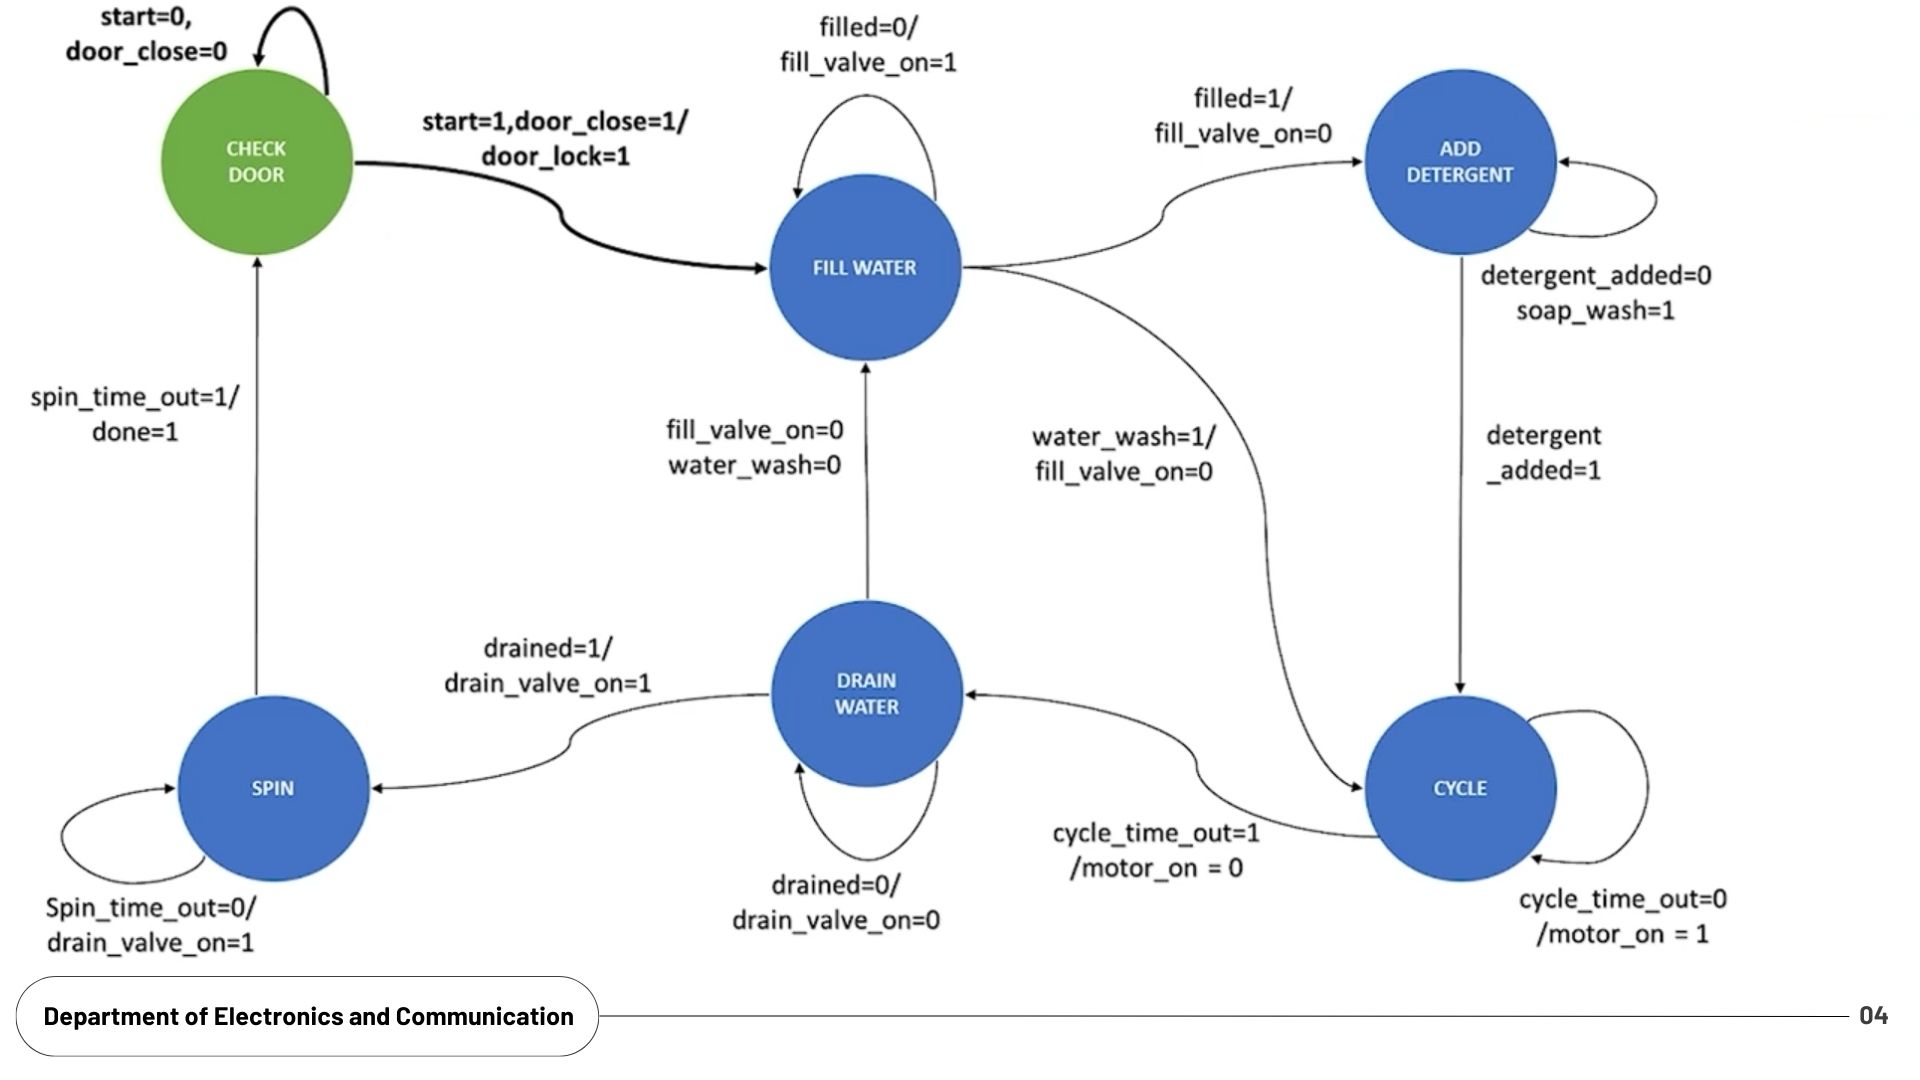 start=0,
door_close=0
filled=0/
fill_valve_on=1
filled=1/
fill_valve_on=0
start=1,door_close=1/
door_lock=1
CHECK
DOOR
FILL WATER
ADD
DETERGENT
detergent_added=0
soap_wash=1
spin_time_out=1/
done=1
fill_valve_on=0
water_wash=0
water_wash=1/
fill_valve_on=0
detergent
_added=1
drained=1/
drain_valve_on=1
DRAIN
WATER
SPIN
CYCLE
cycle_time_out=1
/motor_on = 0
drained=0/
drain_valve_on=0
Spin_time_out=0/
drain_valve_on=1
cycle_time_out=0
/motor_on = 1
Department of Electronics and Communication
04